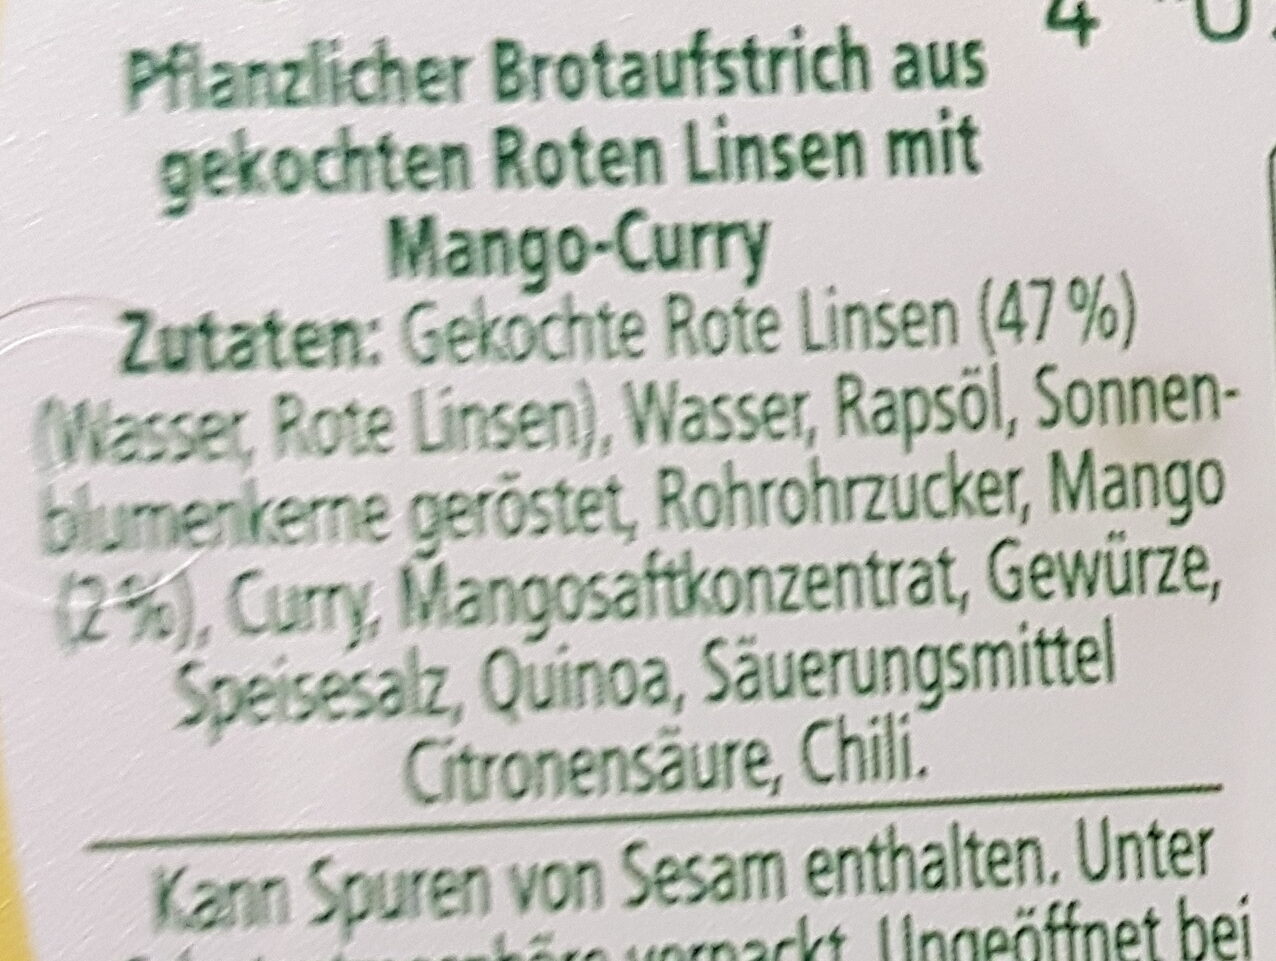 Pflanzlicher Brotaufstrich aus
gekochten Roten Linsen mit
Mango-Curry
Zutaten: Gekochte Rote Linsen (47 %)
(Wasser, Rote Linsen), Wasser, Rapsöl, Sonnen-
blumenkerne geröstet, Rohrohrzucker, Mango
(2 %), Curry, Mangosaftkonzentrat, Gewürze,
Speisesalz, Quinoa, Säuerungsmittel
Citronensäure, Chili.
Kann Spuren von Sesam enthalten. Unter
verpackt. Ungeöffnet bei